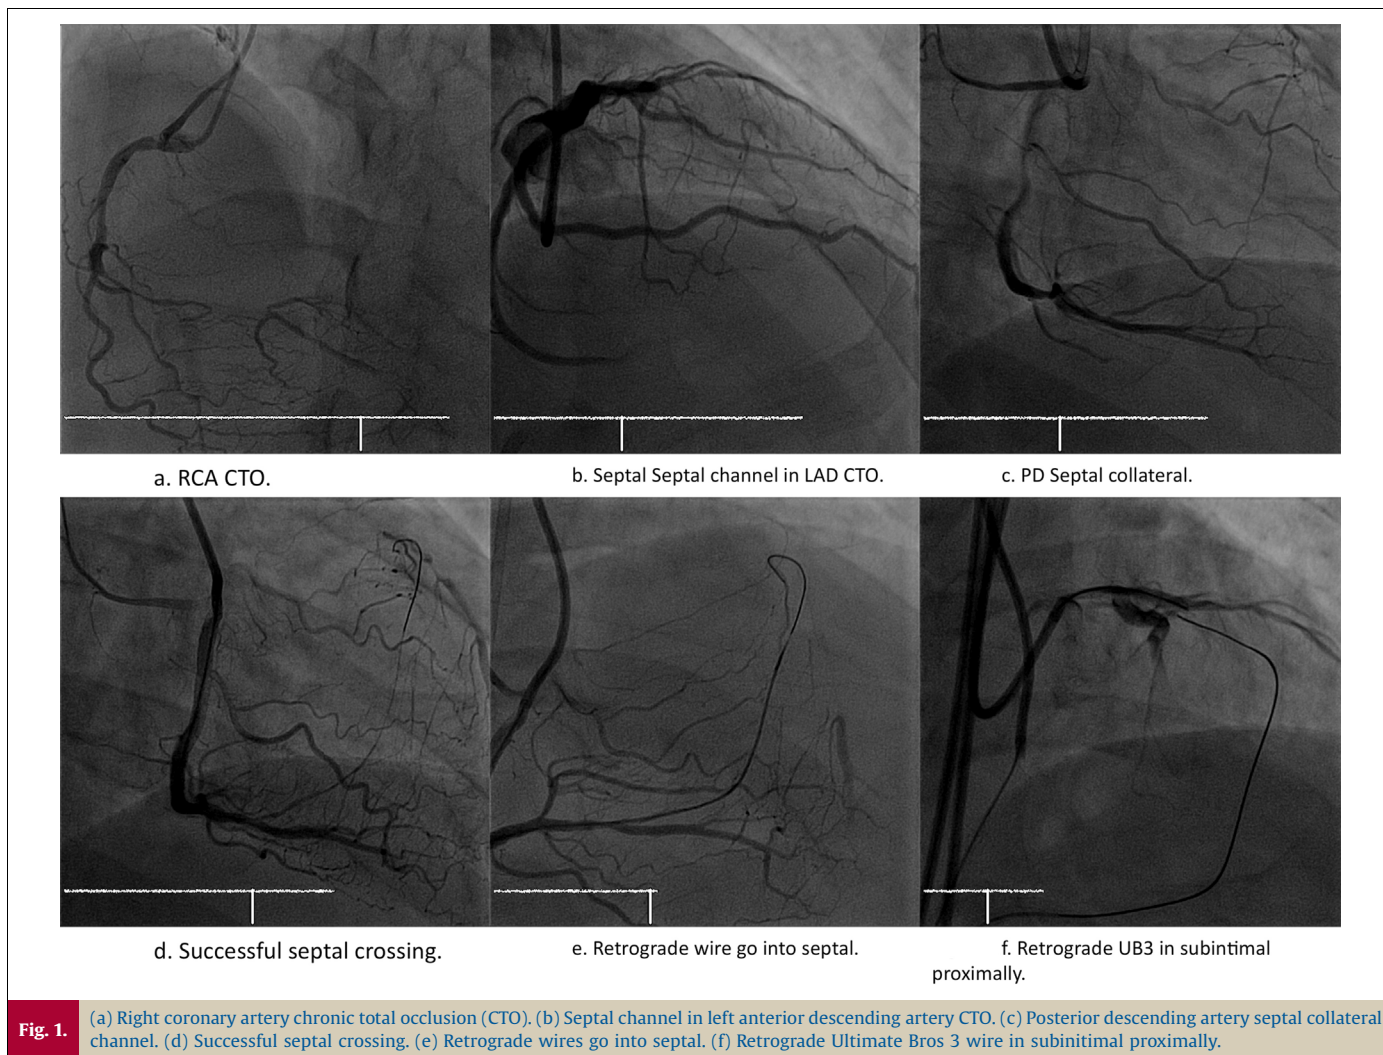 a. RCA CTO.
b. Septal Septal channel in LAD CTO.
c. PD Septal collateral.
d. Successful septal crossing.
e. Retrograde wire go into septal.
f. Retrograde UB3 in subintimal
proximally.
Fig. 1.
(a) Right coronary artery chronic total occlusion (CTO). (b) Septal channel in left anterior descending artery CTO. (c) Posterior descending artery septal collateral
channel. (d) Successful septal crossing. (e) Retrograde wires go into septal. (f) Retrograde Ultimate Bros 3 wire in subinitimal proximally.